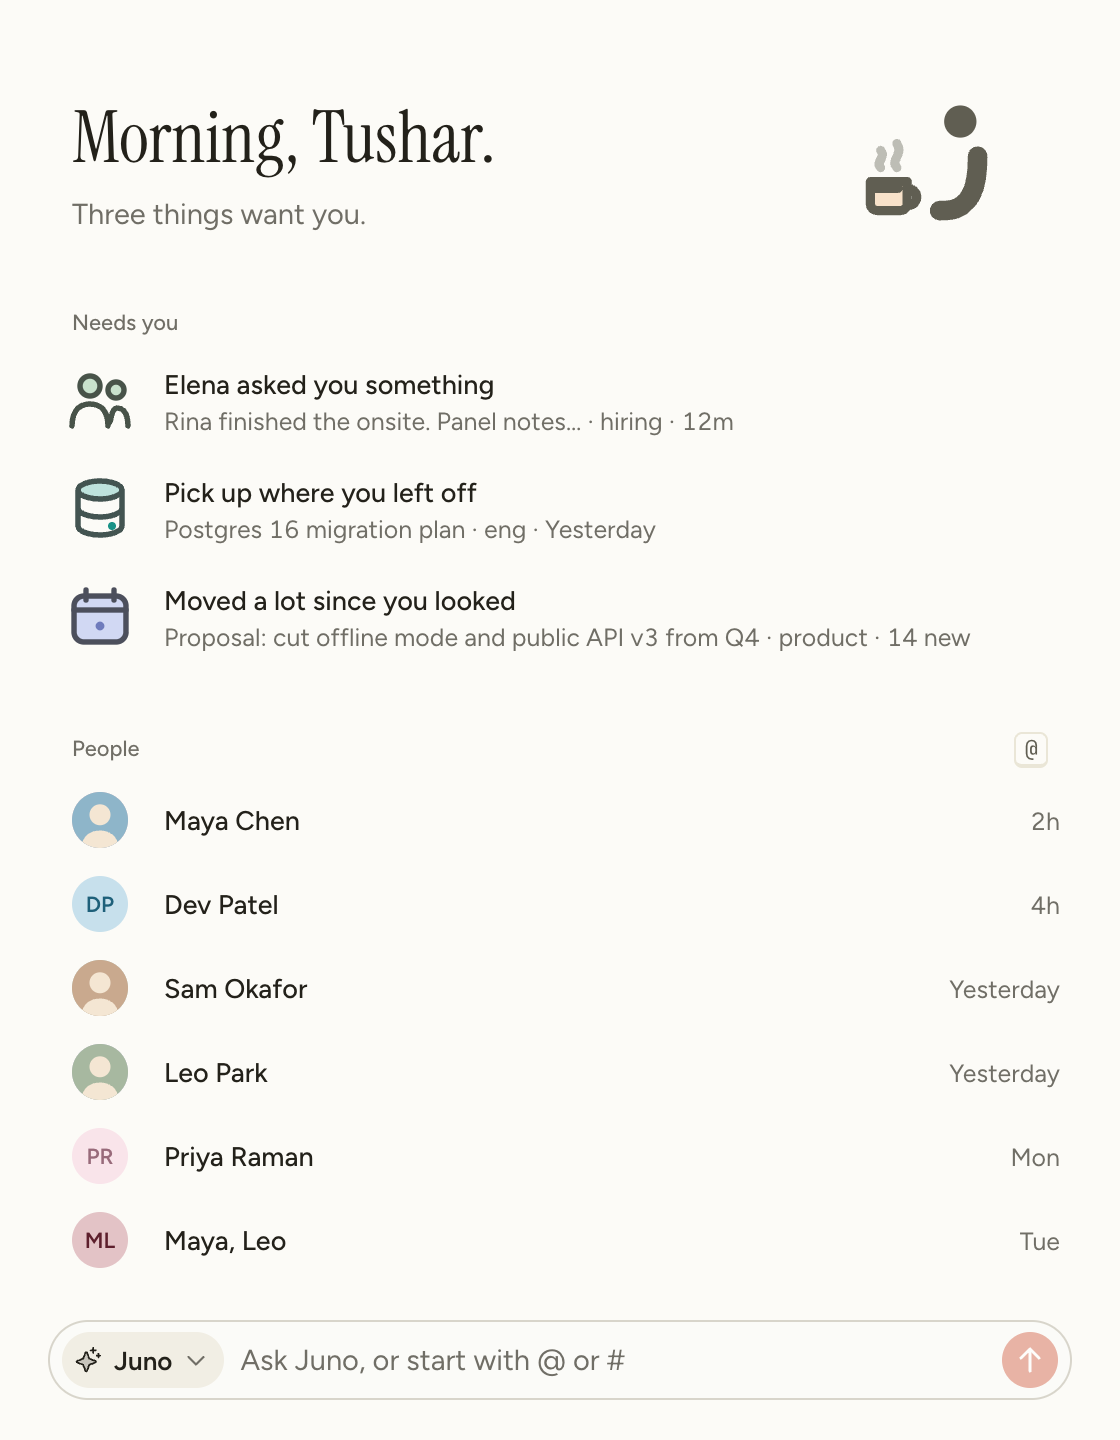 Morning, Tushar.
Three things want you.
Needs you
Elena asked you something
Rina finished the onsite. Panel notes... · hiring · 12m
Pick up where you left off
Postgres 16 migration plan · eng · Yesterday
Moved a lot since you looked
Proposal: cut offline mode and public API v3 from Q4 · product · 14 new
People @
Maya Chen 2h
DP Dev Patel 4h
Sam Okafor Yesterday
Leo Park Yesterday
PR Priya Raman Mon
ML Maya, Leo Tue
Juno Ask Juno, or start with @ or #